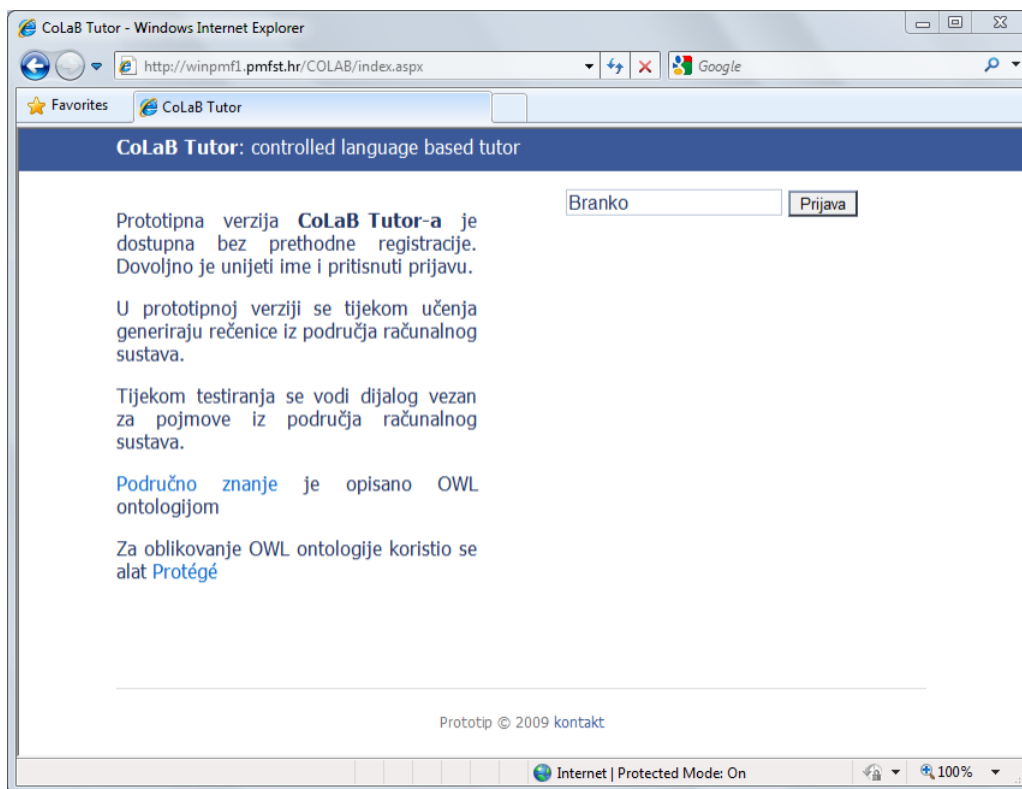 CoLaB Tutor - Windows Internet Explorer
http://winpmf1.pmfst.hr/COLAB/index.aspx
Google
Favorites
CoLaB Tutor
CoLaB Tutor: controlled language based tutor
Branko
Prijava
Prototipna verzija CoLaB Tutor-a je
dostupna bez prethodne registracije.
Dovoljno je unijeti ime i pritisnuti prijavu.
U prototipnoj verziji se tijekom učenja
generiraju rečenice iz područja računalnog
sustava.
Tijekom testiranja se vodi dijalog vezan
za pojmove iz područja računalnog
sustava.
Područno znanje je opisano OWL
ontologijom
Za oblikovanje OWL ontologije koristio se
alat Protégé
Prototip © 2009 kontakt
Internet | Protected Mode: On
100%